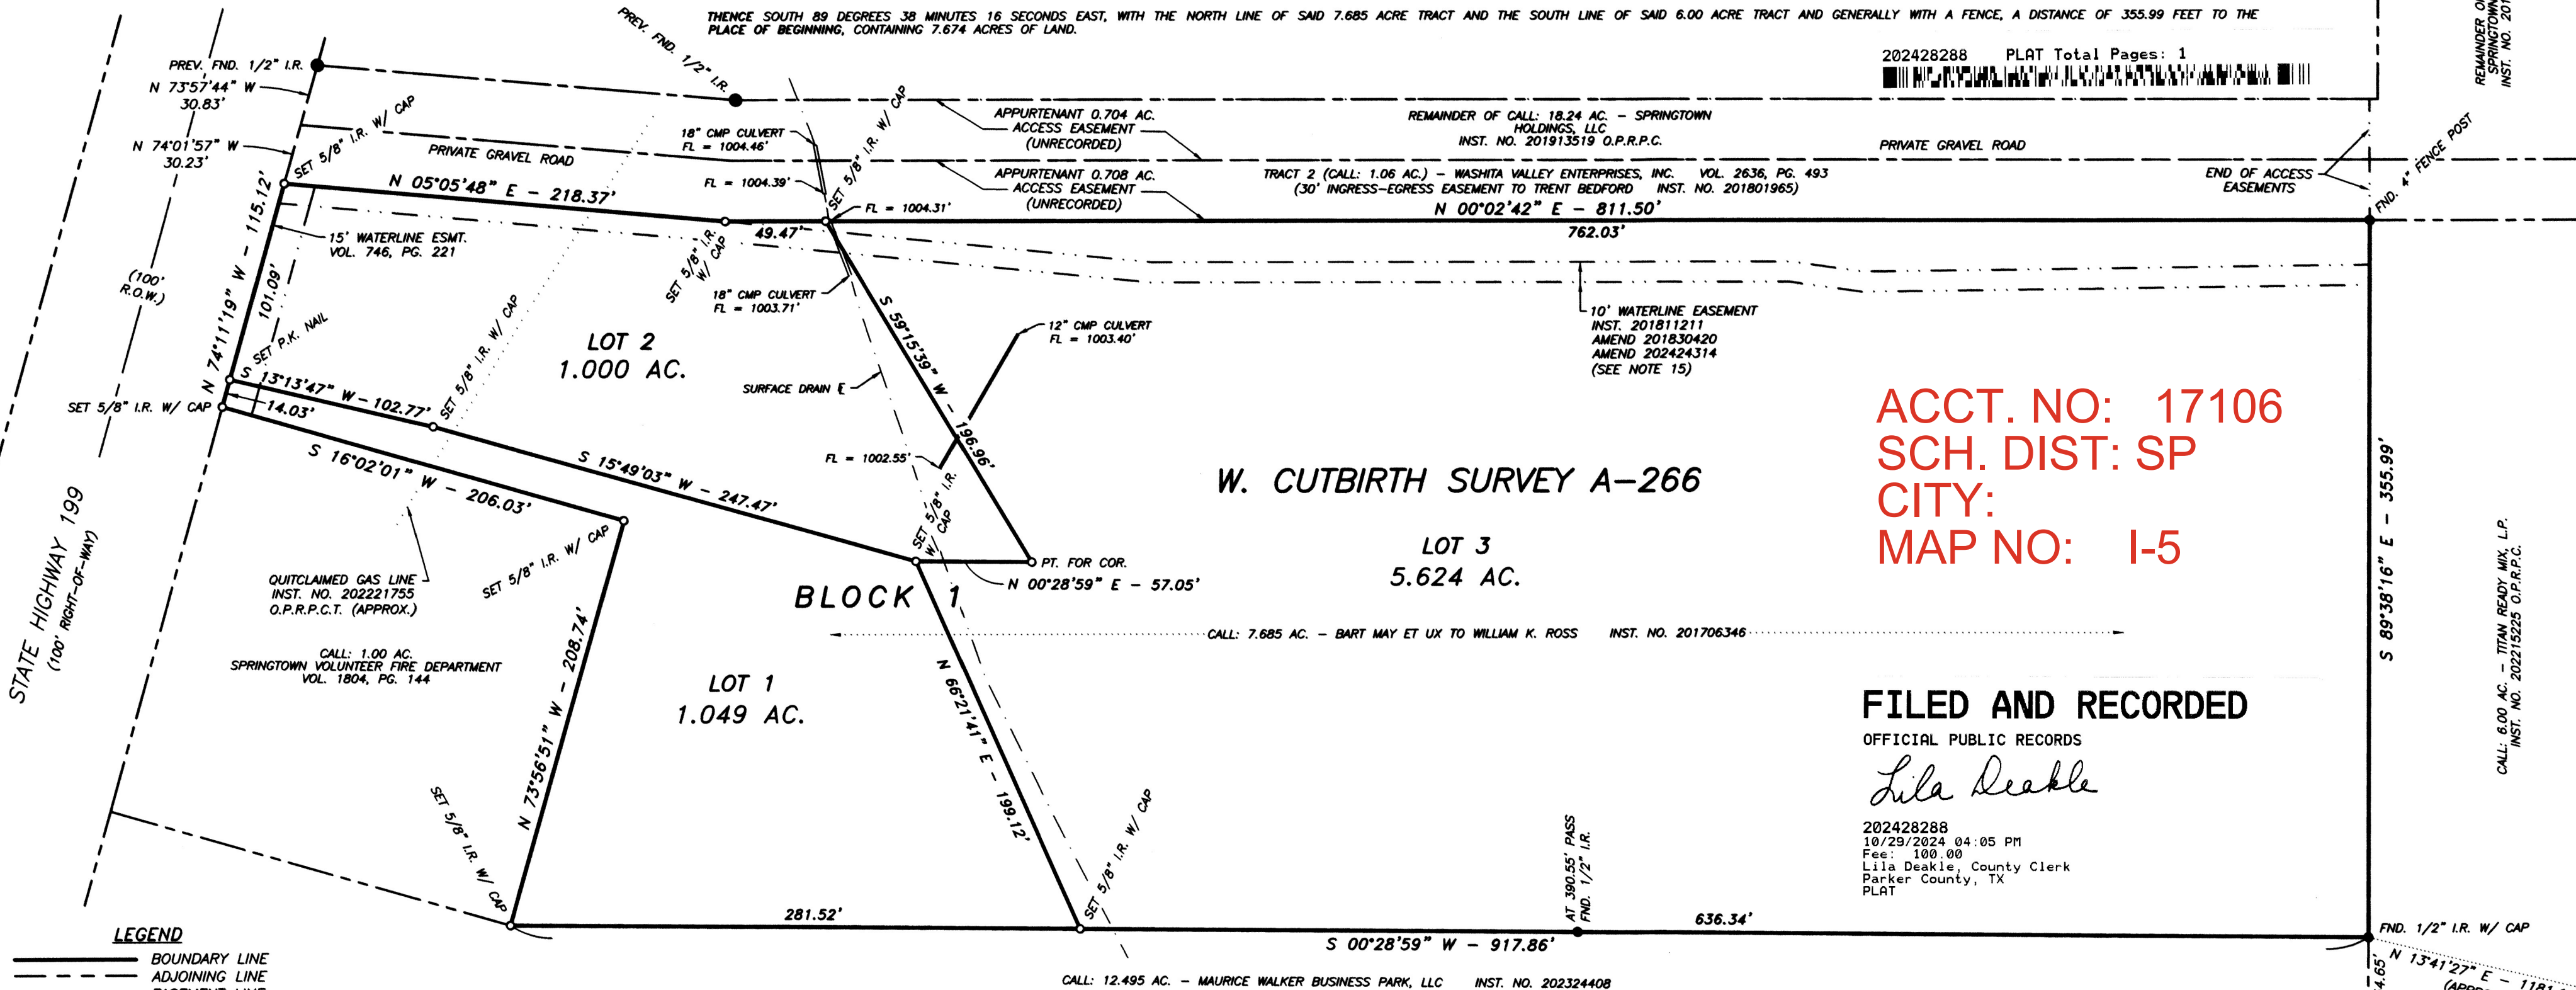 THENCE SOUTH 89 DEGREES 38 MINUTES 16 SECONDS EAST, WITH THE NORTH LINE OF SAID 7.685 ACRE TRACT AND THE SOUTH LINE OF SAID 6.00 ACRE TRACT AND GENERALLY WITH A FENCE, A DISTANCE OF 355.99 FEET TO THE
PLACE OF BEGINNING, CONTAINING 7.674 ACRES OF LAND.
202428288 PLAT Total Pages: 1
PREV. FND. 1/2" I.R.
PREV. FND. 1/2" I.R.
N 73°57'44" W
30.83'
N 74°01'57" W
30.23'
SET 5/8" I.R. W/ CAP
PRIVATE GRAVEL ROAD
18" CMP CULVERT
FL = 1004.46'
FL = 1004.39'
SET 5/8" I.R. W/ CAP
FL = 1004.31'
APPURTENANT 0.704 AC.
ACCESS EASEMENT
(UNRECORDED)
APPURTENANT 0.708 AC.
ACCESS EASEMENT
(UNRECORDED)
REMAINDER OF CALL: 18.24 AC. – SPRINGTOWN
HOLDINGS, LLC
INST. NO. 201913519 O.P.R.P.C.
PRIVATE GRAVEL ROAD
TRACT 2 (CALL: 1.06 AC.) – WASHITA VALLEY ENTERPRISES, INC. VOL. 2636, PG. 493
(30' INGRESS–EGRESS EASEMENT TO TRENT BEDFORD INST. NO. 201801965)
N 00°02'42" E – 811.50'
762.03'
END OF ACCESS
EASEMENTS
FND. 4" FENCE POST
REMAINDER
SPRINGTOWN
INST. NO. 201
N 05°05'48" E – 218.37'
49.47'
SET 5/8" I.R.
W/ CAP
15' WATERLINE ESMT.
VOL. 746, PG. 221
N 74°11'19" W – 115.12'
101.09'
(100'
R.O.W.)
SET P.K. NAIL
SET 5/8" I.R. W/ CAP
18" CMP CULVERT
FL = 1003.71'
LOT 2
1.000 AC.
SURFACE DRAIN ℄
S 59°15'39" W – 196.96'
12" CMP CULVERT
FL = 1003.40'
10' WATERLINE EASEMENT
INST. 201811211
AMEND 201830420
AMEND 202424314
(SEE NOTE 15)
ACCT. NO: 17106
SCH. DIST: SP
CITY:
MAP NO: I-5
S 13°13'47" W –102.77'
SET 5/8" I.R. W/ CAP
14.03'
S 16°02'01" W – 206.03'
S 15°49'03" W – 247.47'
FL = 1002.55'
SET 5/8" I.R.
W/ CAP
W. CUTBIRTH SURVEY A–266
LOT 3
5.624 AC.
S 89°38'16" E – 355.99'
STATE HIGHWAY 199
(100' RIGHT–OF–WAY)
SET 5/8" I.R. W/ CAP
PT. FOR COR.
N 00°28'59" E – 57.05'
QUITCLAIMED GAS LINE
INST. NO. 202221755
O.P.R.P.C.T. (APPROX.)
BLOCK 1
CALL: 7.685 AC. – BART MAY ET UX TO WILLIAM K. ROSS INST. NO. 201706346
CALL: 1.00 AC.
SPRINGTOWN VOLUNTEER FIRE DEPARTMENT
VOL. 1804, PG. 144
N 73°56'51" W – 208.74'
LOT 1
1.049 AC.
N 66°21'41" E – 199.12'
CALL: 6.00 AC. – TITAN READY MIX, L.P.
INST. NO. 202215225 O.P.R.P.C.
FILED AND RECORDED
OFFICIAL PUBLIC RECORDS
Lila Deakle
202428288
10/29/2024 04:05 PM
Fee: 100.00
Lila Deakle, County Clerk
Parker County, TX
PLAT
SET 5/8" I.R. W/ CAP
SET 5/8" I.R. W/ CAP
AT 390.55' PASS
FND. 1/2" I.R.
281.52'
636.34'
S 00°28'59" W – 917.86'
FND. 1/2" I.R. W/ CAP
N 13°41'27" E –
4.65'
LEGEND
BOUNDARY LINE
ADJOINING LINE
CALL: 12.495 AC. – MAURICE WALKER BUSINESS PARK, LLC INST. NO. 202324408